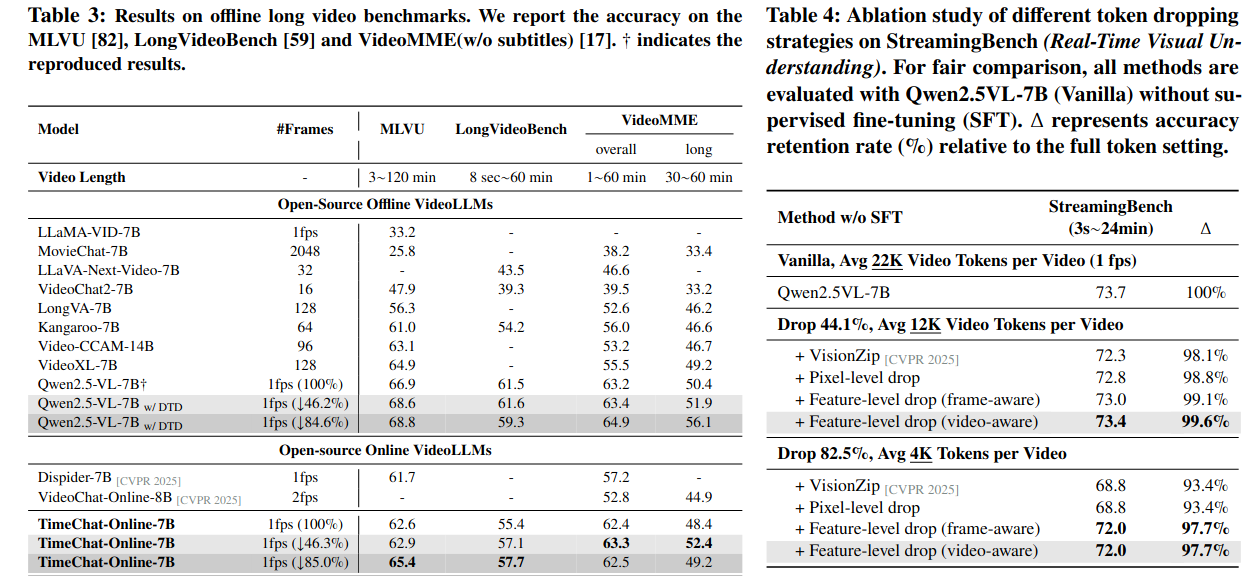 Table 3: Results on offline long video benchmarks. We report the accuracy on the
MLVU [82], LongVideoBench [59] and VideoMME(w/o subtitles) [17]. † indicates the
reproduced results.
Model #Frames MLVU LongVideoBench VideoMME
overall long
Video Length - 3~120 min 8 sec~60 min 1~60 min 30~60 min
Open-Source Offline VideoLLMs
LLaMA-VID-7B 1fps 33.2 - - -
MovieChat-7B 2048 25.8 - 38.2 33.4
LLaVA-Next-Video-7B 32 - 43.5 46.6 -
VideoChat2-7B 16 47.9 39.3 39.5 33.2
LongVA-7B 128 56.3 - 52.6 46.2
Kangaroo-7B 64 61.0 54.2 56.0 46.6
Video-CCAM-14B 96 63.1 - 53.2 46.7
VideoXL-7B 128 64.9 - 55.5 49.2
Qwen2.5-VL-7B† 1fps (100%) 66.9 61.5 63.2 50.4
Qwen2.5-VL-7B w/ DTD 1fps (↓46.2%) 68.6 61.6 63.4 51.9
Qwen2.5-VL-7B w/ DTD 1fps (↓84.6%) 68.8 59.3 64.9 56.1
Open-source Online VideoLLMs
Dispider-7B [CVPR 2025] 1fps 61.7 - 57.2 -
VideoChat-Online-8B [CVPR 2025] 2fps - - 52.8 44.9
TimeChat-Online-7B 1fps (100%) 62.6 55.4 62.4 48.4
TimeChat-Online-7B 1fps (↓46.3%) 62.9 57.1 63.3 52.4
TimeChat-Online-7B 1fps (↓85.0%) 65.4 57.7 62.5 49.2
Table 4: Ablation study of different token dropping
strategies on StreamingBench (Real-Time Visual Un-
derstanding). For fair comparison, all methods are
evaluated with Qwen2.5VL-7B (Vanilla) without su-
pervised fine-tuning (SFT). Δ represents accuracy
retention rate (%) relative to the full token setting.
Method w/o SFT StreamingBench
(3s~24min) Δ
Vanilla, Avg 22K Video Tokens per Video (1 fps)
Qwen2.5VL-7B 73.7 100%
Drop 44.1%, Avg 12K Video Tokens per Video
+ VisionZip [CVPR 2025] 72.3 98.1%
+ Pixel-level drop 72.8 98.8%
+ Feature-level drop (frame-aware) 73.0 99.1%
+ Feature-level drop (video-aware) 73.4 99.6%
Drop 82.5%, Avg 4K Tokens per Video
+ VisionZip [CVPR 2025] 68.8 93.4%
+ Pixel-level drop 68.8 93.4%
+ Feature-level drop (frame-aware) 72.0 97.7%
+ Feature-level drop (video-aware) 72.0 97.7%